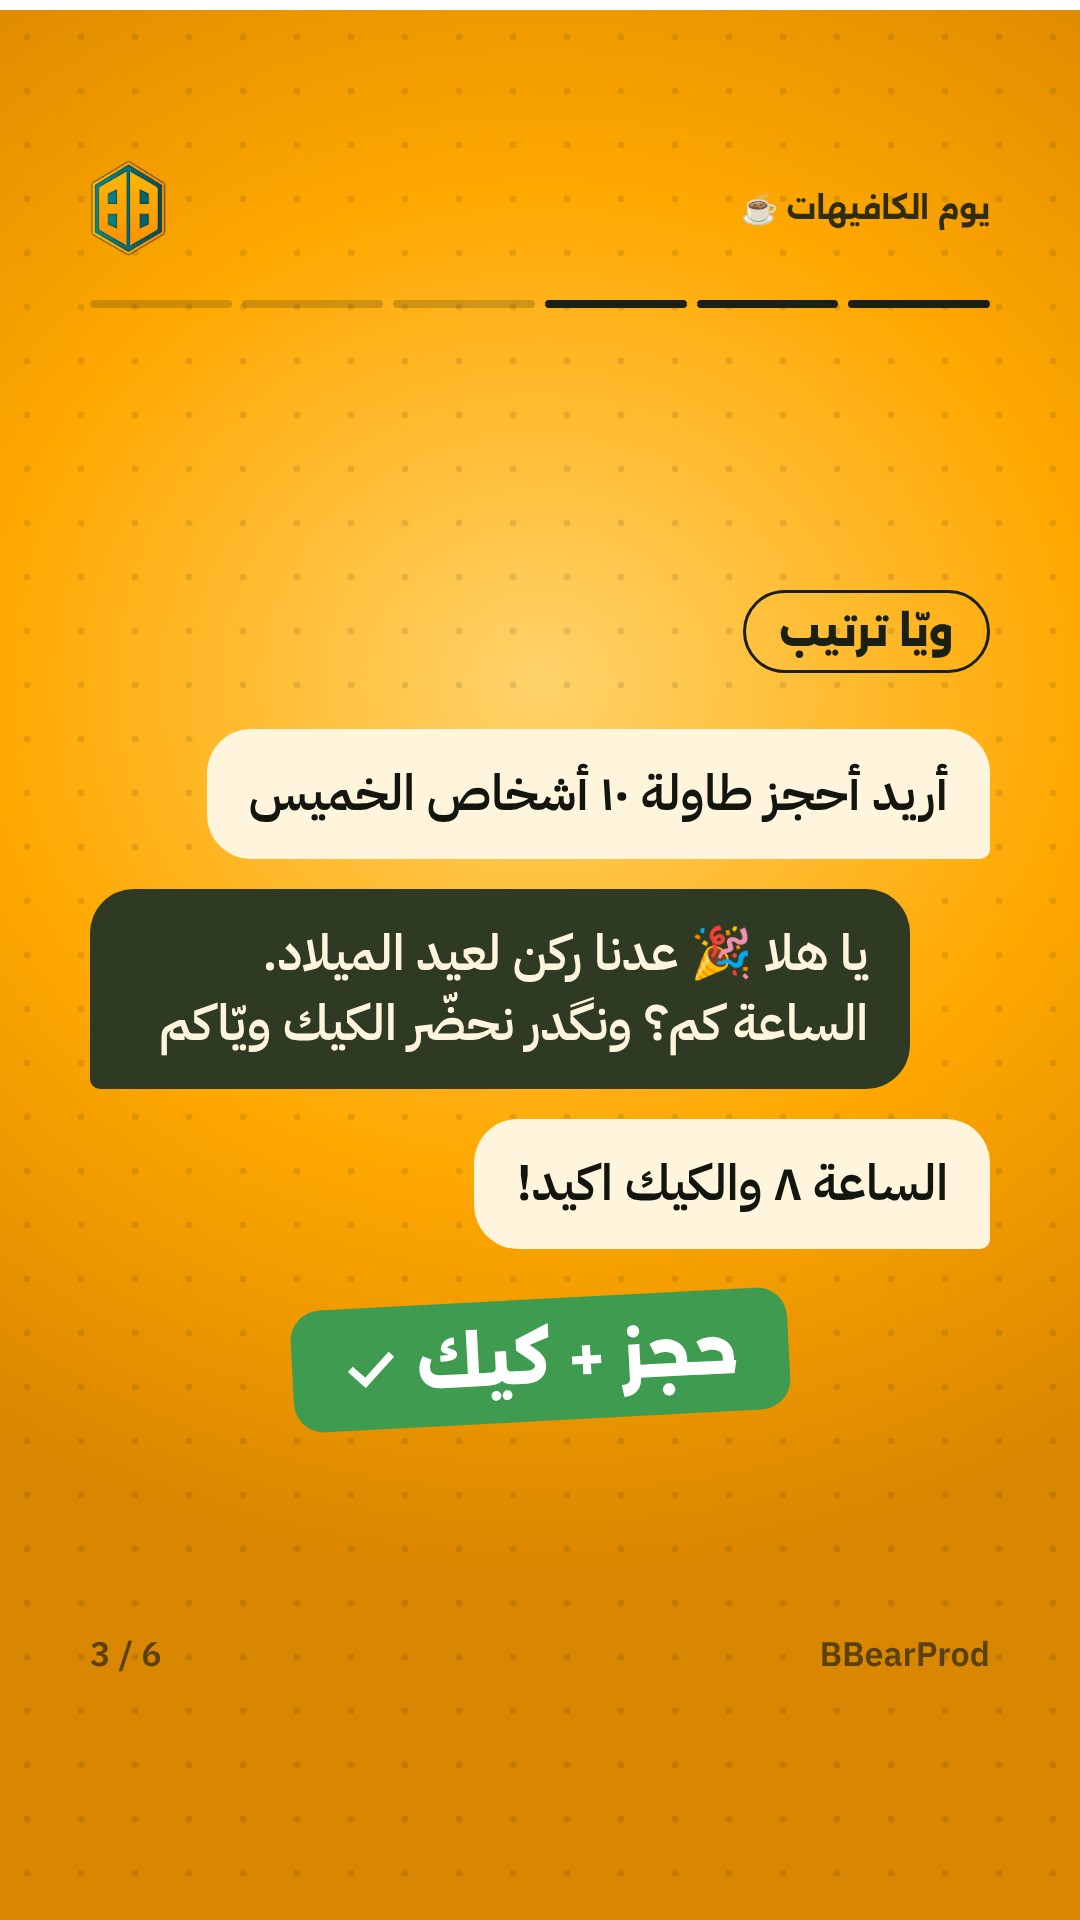 يوم الكافيهات ☕
ويّا ترتيب
أريد أحجز طاولة ١٠ أشخاص الخميس
يا هلا 🎉 عدنا ركن لعيد الميلاد.
الساعة كم؟ ونگدر نحضّر الكيك ويّاكم
الساعة ٨ والكيك اكيد!
حجز + كيك ✓
BBearProd
3 / 6